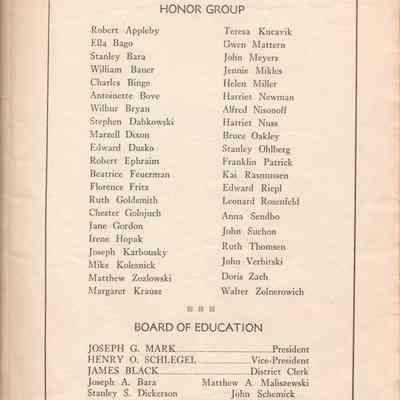 HONOR GROUP
Robert Appleby
Ella Bago
Stanley Bara
William Bauer
Charles Binge
Antoinette Bove
Wilbur Bryan
Stephen Dabkowski
Marzell Dixon
Edward Dusko
Robert Ephraim
Beatrice Feuerman
Florence Fritz
Ruth Goldsmith
Chester Golojuch
Jane Gordon
Irene Hopak
Joseph Karbousky
Mike Kolesnick
Matthew Zozlowski
Margaret Krausz
Teresa Kucavik
Gwen Mattern
John Meyers
Jennie Mikles
Helen Miller
Harriet Newman
Alfred Nisonoff
Harriet Nuss
Bruce Oakley
Stanley Ohlberg
Franklin Patrick
Kai Rasmussen
Edward Riepl
Leonard Rosenfeld
Anna Sendbo
John Suchon
Ruth Thomsen
John Verbitski
Doris Zach
Walter Zolnerowich
BOARD OF EDUCATION
JOSEPH G. MARK President
HENRY O. SCHLEGEL Vice-President
JAMES BLACK District Clerk
Joseph A. Bara Matthew A. Maliszewski
Stanley S. Dickerson John Schemick